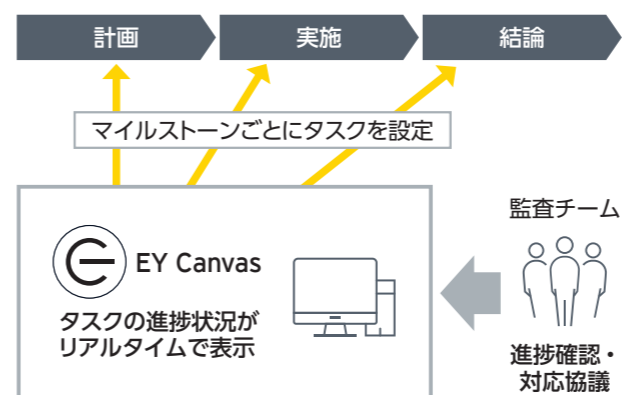 計画
実施
結論
マイルストーンごとにタスクを設定
EY Canvas
タスクの進捗状況が
リアルタイムで表示
監査チーム
進捗確認・
対応協議